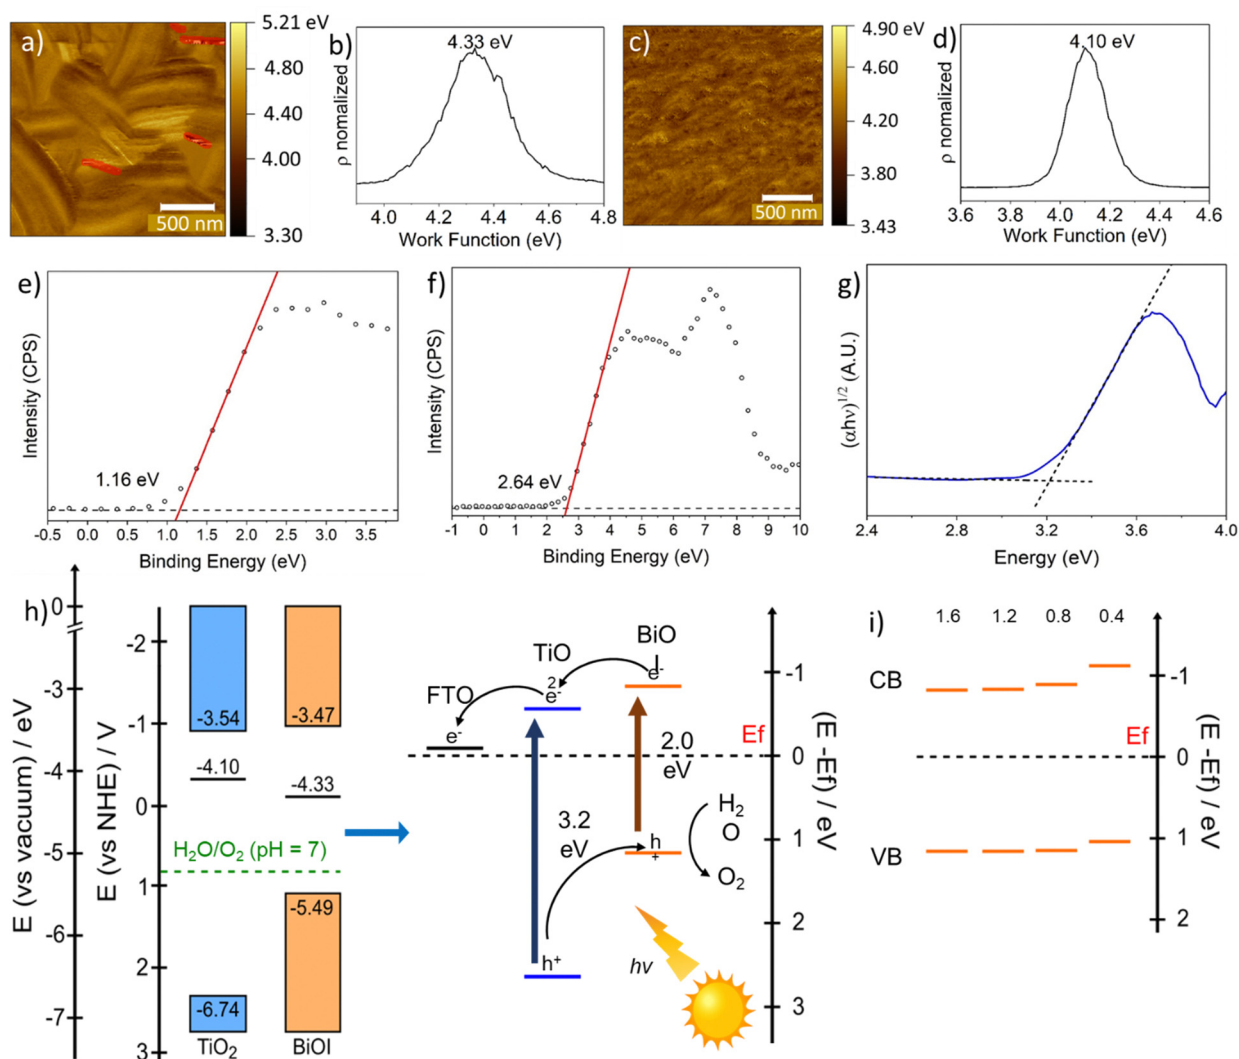 a)
5.21 eV
4.80
4.40
4.00
3.30
500 nm
b)
4.33 eV
ρ nomalized
4.0 4.2 4.4 4.6 4.8
Work Function (eV)
c)
4.90 eV
4.60
4.20
3.80
3.43
500 nm
d)
4.10 eV
ρ nomalized
3.6 3.8 4.0 4.2 4.4 4.6
Work Function (eV)
e)
Intensity (CPS)
1.16 eV
-0.5 0.0 0.5 1.0 1.5 2.0 2.5 3.0 3.5
Binding Energy (eV)
f)
Intensity (CPS)
2.64 eV
-1 0 1 2 3 4 5 6 7 8 9 10
Binding Energy (eV)
g)
(αhν)1/2 (A.U.)
2.4 2.8 3.2 3.6 4.0
Energy (eV)
h)
E (vs vacuum) / eV
0
-3
-4
-5
-6
-7
E (vs NHE) / V
-2
-1
0
1
2
3
-3.54 -3.47
-4.10 -4.33
H2O/O2 (pH = 7)
-5.49
-6.74
TiO2 BiOI
BiO
I
e-
TiO
2
e-
FTO
e-
Ef
2.0
eV
3.2
eV
h
+
H2
O
O2
h+
hv
-1
0
1
2
3
(E -Ef) / eV
i)
1.6 1.2 0.8 0.4
CB
VB
Ef
-1
0
1
2
(E -Ef) / eV